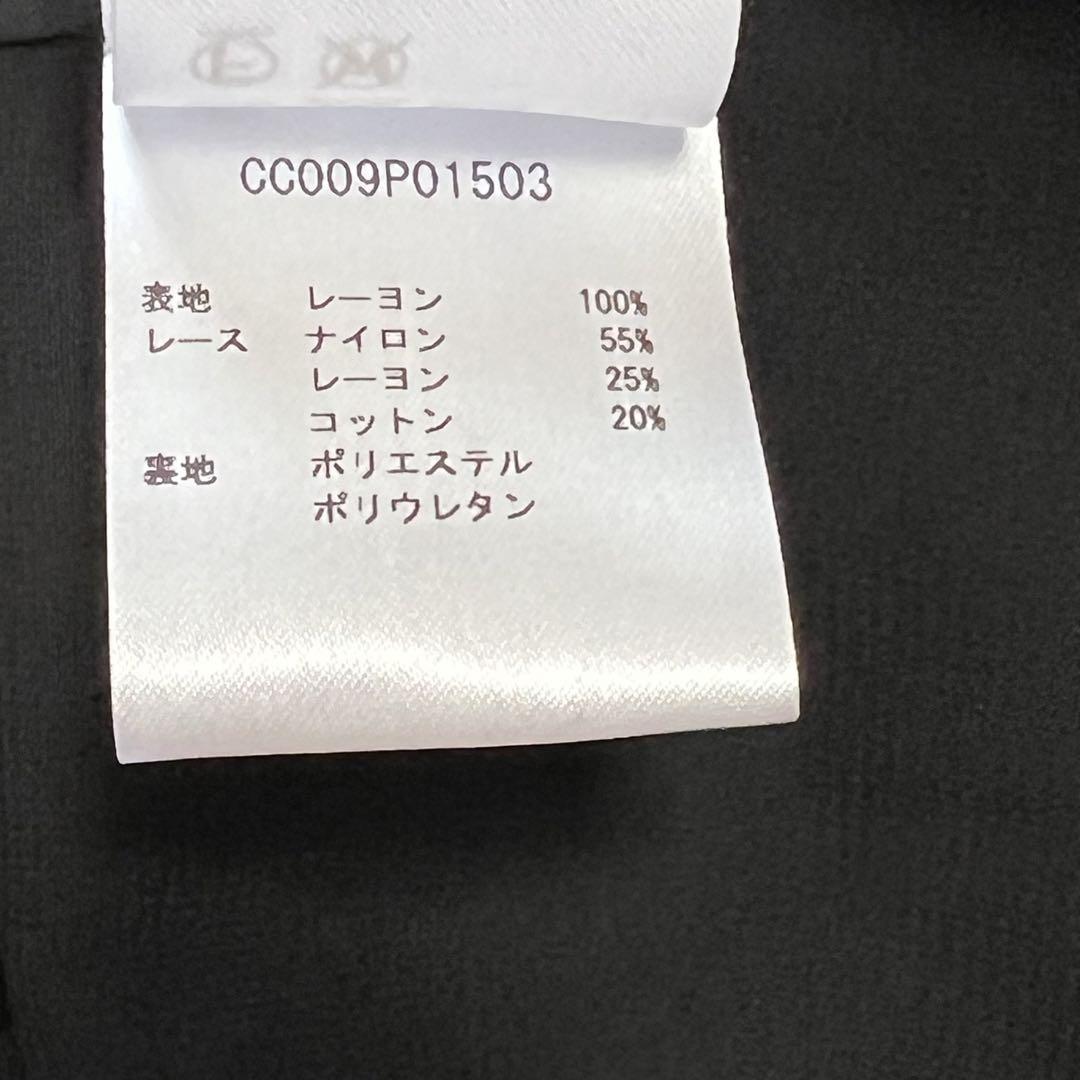 CC009P01503
表地 レーヨン 100%
レース ナイロン 55%
レーヨン 25%
コットン 20%
裏地 ポリエステル
ポリウレタン